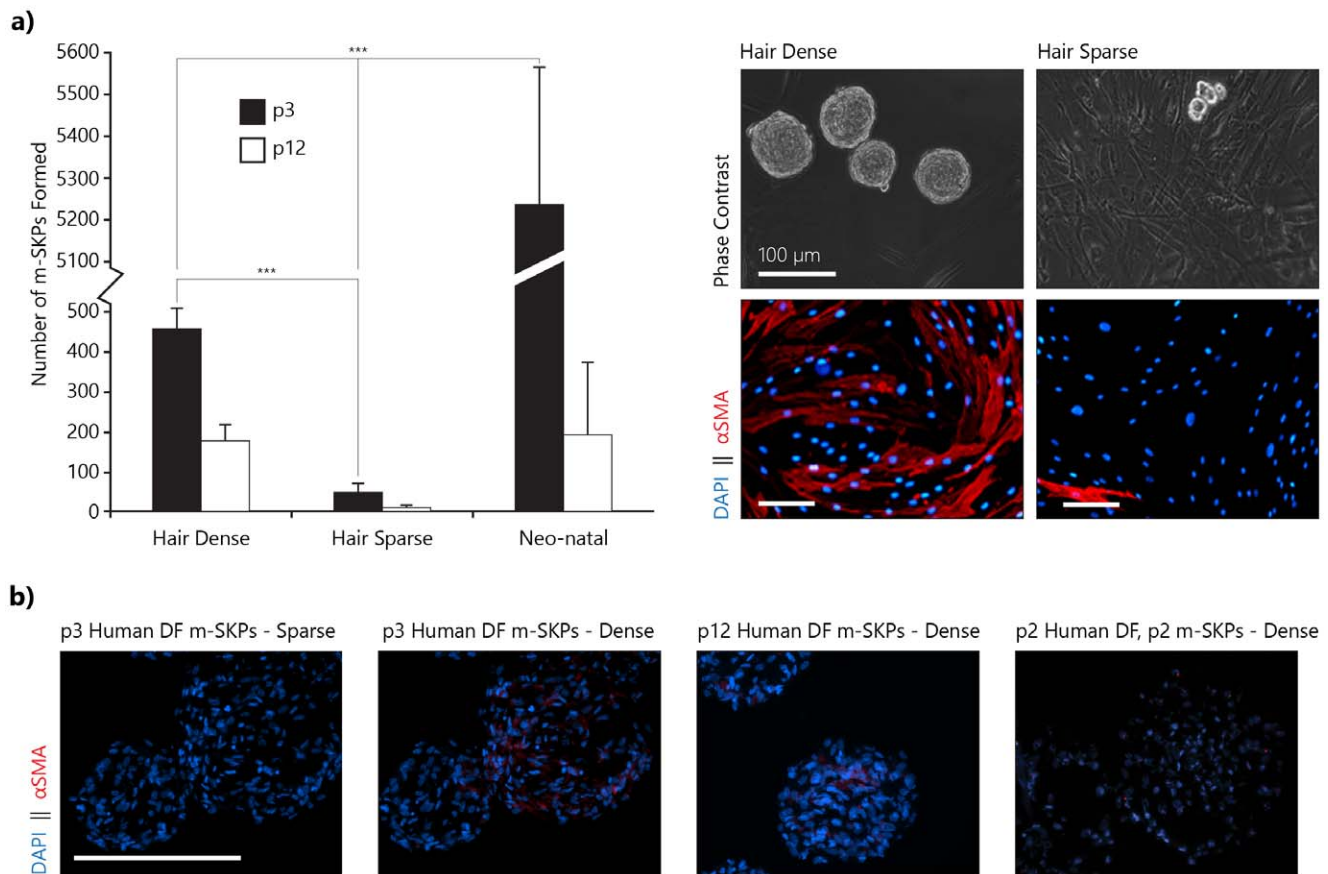 a)
Number of m-SKPs Formed
5600
5500
5400
5300
5200
5100
500
400
300
200
100
0
***
***
p3
p12
Hair Dense
Hair Sparse
Neo-natal
Hair Dense
Hair Sparse
Phase Contrast
100 µm
DAPI || αSMA
b)
p3 Human DF m-SKPs - Sparse
p3 Human DF m-SKPs - Dense
p12 Human DF m-SKPs - Dense
p2 Human DF, p2 m-SKPs - Dense
DAPI || αSMA